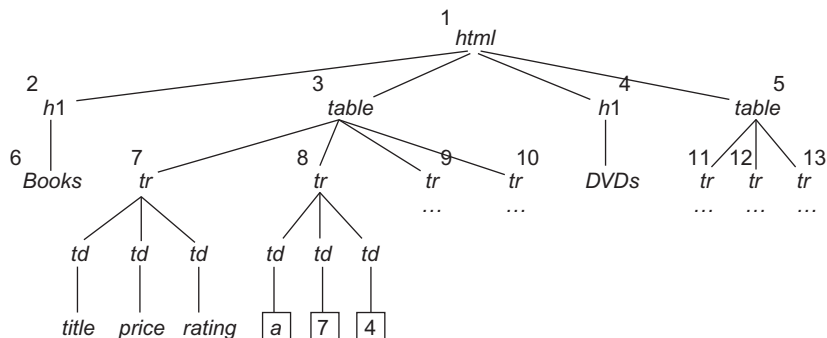 1
html
2 3 4 5
h1 table h1 table
6 7 8 9 10 11 12 13
Books tr tr tr tr DVDs tr tr tr
... ... ... ... ...
td td td td td td
title price rating a 7 4